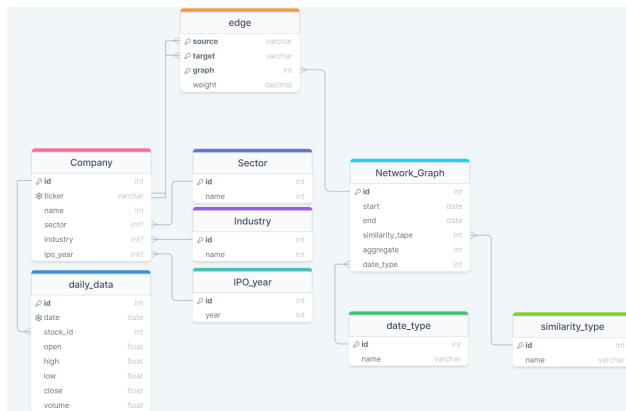 edge
source varchar
target varchar
graph int
weight decimal
Company
id int
ticker varchar
name int
sector int?
industry int?
ipo_year int?
Sector
id int
name int
Industry
id int
name int
IPO_year
id int
year int
Network_Graph
id int
start date
end date
similarity_tape int
aggregate int
date_type int
daily_data
id int
date date
stock_id int
open float
high float
low float
close float
volume float
date_type
id int
name varchar
similarity_type
id int
name varchar